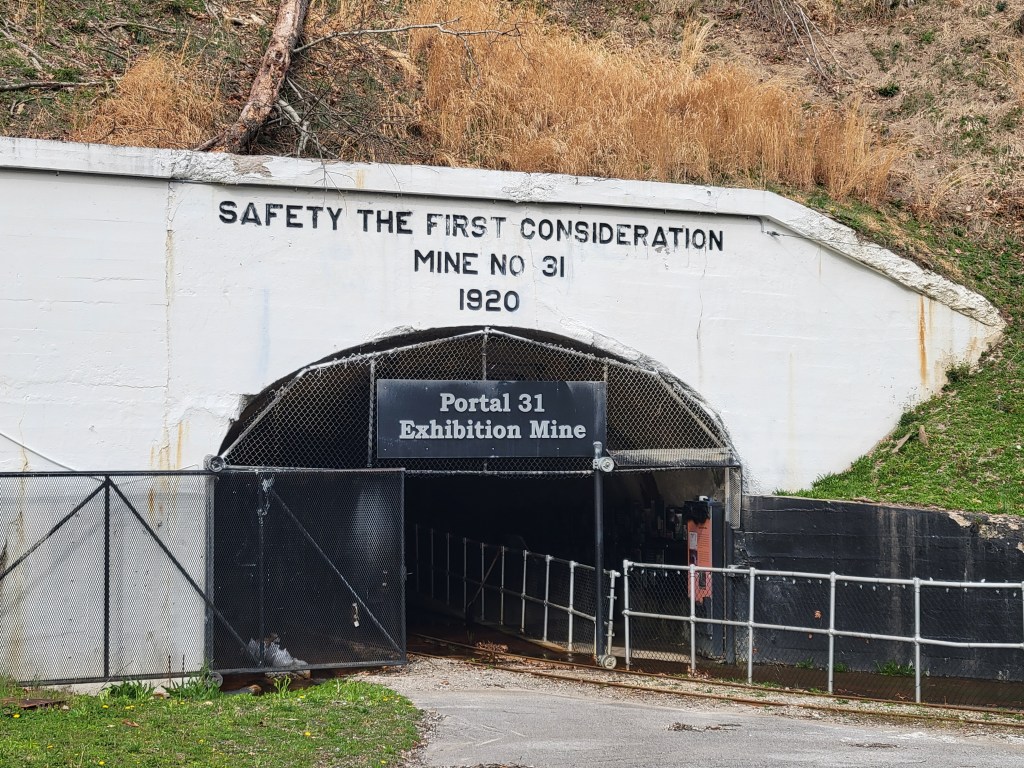 SAFETY THE FIRST CONSIDERATION
MINE NO 31
1920
Portal 31
Exhibition Mine